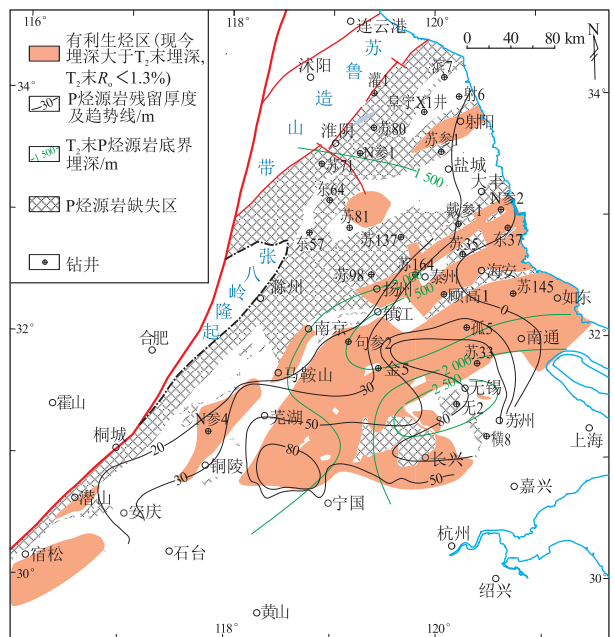 116°
118°
120°
0 40 80 km
N
34°
34°
32°
32°
30°
30°
118°
120°
有利生烃区(现今
埋深大于T₂末埋深,
T₂末Rₒ＜1.3%)
30
P烃源岩残留厚度
及趋势线/m
1 500
T₂末P烃源岩底界
埋深/m
P烃源岩缺失区
钻井
苏鲁造山带
张八岭隆起
连云港
沭阳
灌1
滨7
阜宁X1井
射6
射阳
苏80
淮阴
N参1
苏参1
盐城
苏71
1 500
东64
大丰
N参2
戴参1
苏81
东57
苏137
东37
苏35
苏98
苏164
泰州
海安
2 000
1 500
扬州
顾高1
苏145
如东
滁州
镇江
0
南京
句参2
孤5
南通
合肥
苏33
2 000
马鞍山
金5
30
2 500
无锡
霍山
N参4
芜湖
50
无2
80
苏州
桐城
20
横8
上海
80
铜陵
长兴
50
30
潜山
安庆
宁国
嘉兴
宿松
石台
杭州
绍兴
黄山